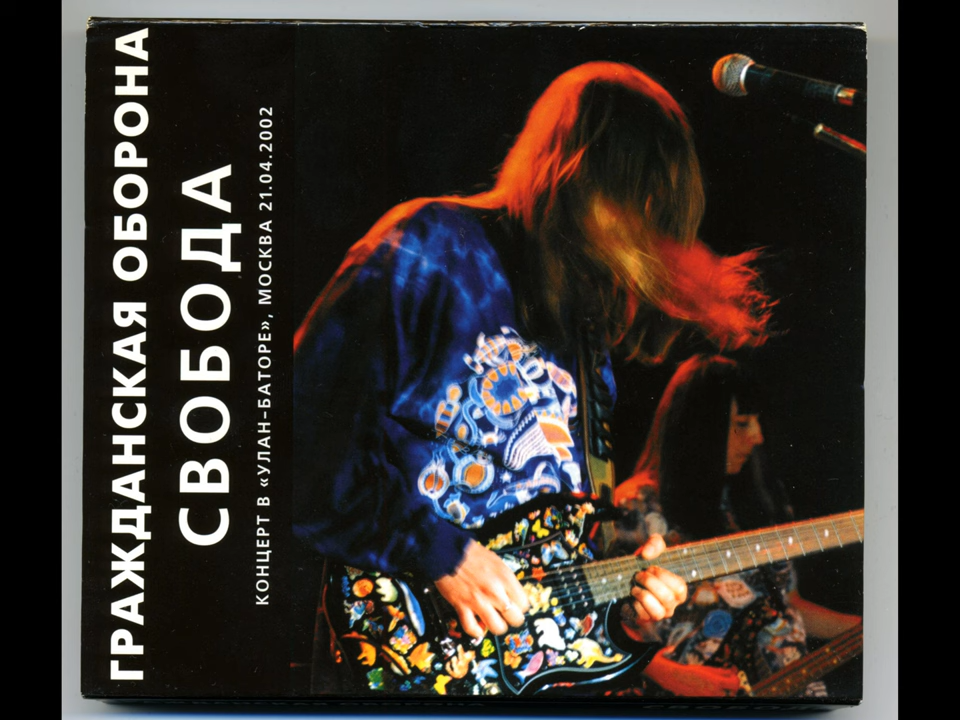 ГРАЖДАНСКАЯ ОБОРОНА
СВОБОДА
КОНЦЕРТ В «УЛАН-БАТОРЕ», МОСКВА 21.04.2002